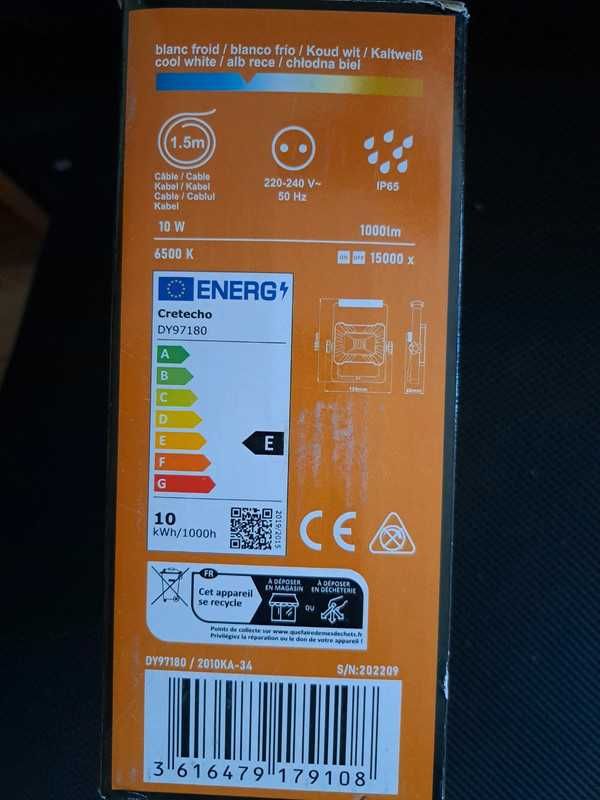 blanc froid / blanco frío / Koud wit / Kaltweiß
cool white / alb rece / chłodna biel
1.5m
Câble / Cable
Kabel / Kabel
Cable / Cablul
Kabel
220-240 V~
50 Hz
IP65
10 W
1000lm
6500 K
ON OFF 15000 x
ENERG
Cretecho
DY97180
A
B
C
D
E
F
G
E
10
kWh/1000h
2019/2015
CE
FR
Cet appareil
se recycle
À DÉPOSER
EN MAGASIN
OU
À DÉPOSER
EN DÉCHÈTERIE
Points de collecte sur www.quefairedemesdechets.fr
Privilégiez la réparation ou le don de votre appareil !
DY97180 / 2010KA-34
S/N:202209
3 616479 179108